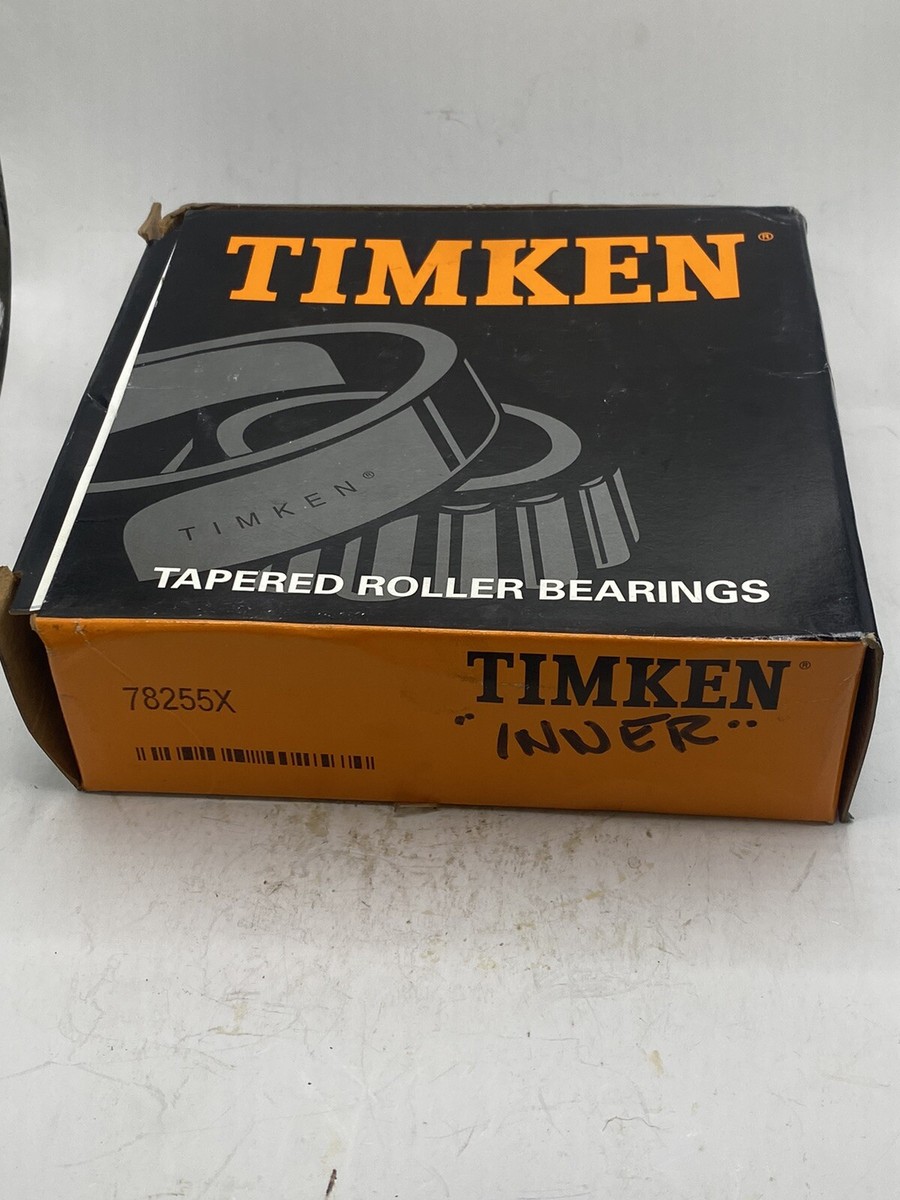 TIMKEN®
TIMKEN®
TAPERED ROLLER BEARINGS
TIMKEN®
78255X
"INNER"